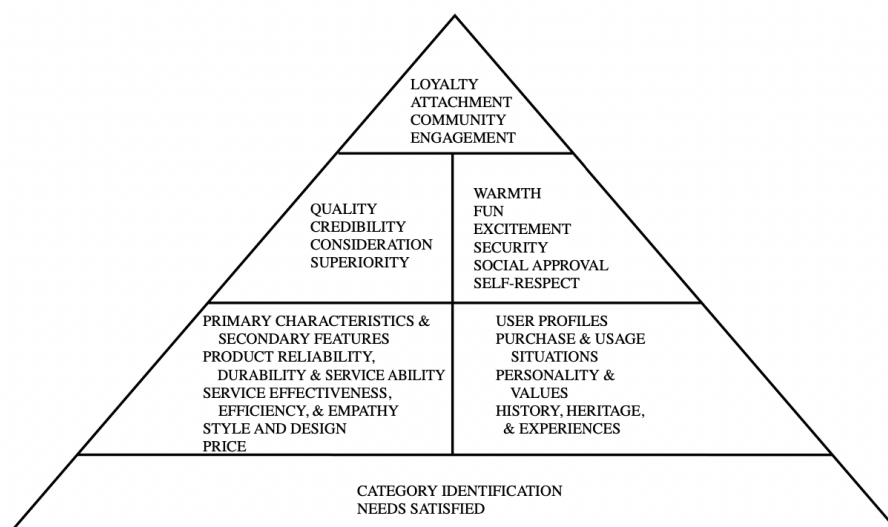 LOYALTY
ATTACHMENT
COMMUNITY
ENGAGEMENT
QUALITY
CREDIBILITY
CONSIDERATION
SUPERIORITY
WARMTH
FUN
EXCITEMENT
SECURITY
SOCIAL APPROVAL
SELF-RESPECT
PRIMARY CHARACTERISTICS &
SECONDARY FEATURES
PRODUCT RELIABILITY,
DURABILITY & SERVICE ABILITY
SERVICE EFFECTIVENESS,
EFFICIENCY, & EMPATHY
STYLE AND DESIGN
PRICE
USER PROFILES
PURCHASE & USAGE
SITUATIONS
PERSONALITY &
VALUES
HISTORY, HERITAGE,
& EXPERIENCES
CATEGORY IDENTIFICATION
NEEDS SATISFIED